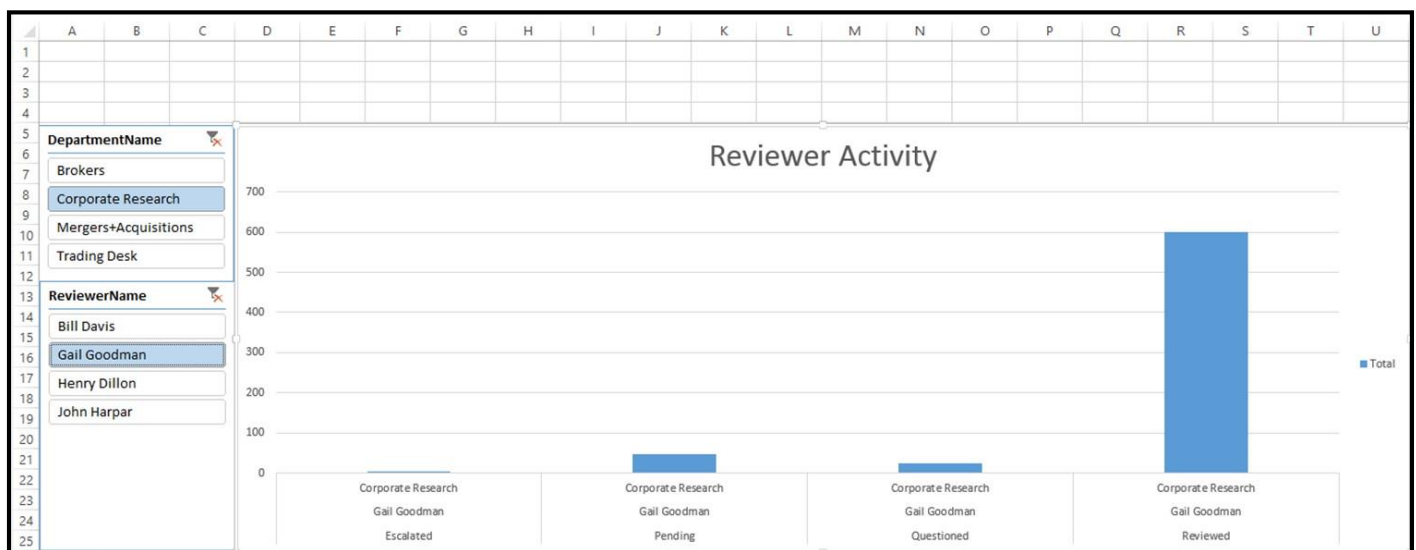 A B C D E F G H I J K L M N O P Q R S T U
1
2
3
4
5
6
7
8
9
10
11
12
13
14
15
16
17
18
19
20
21
22
23
24
25
DepartmentName
Brokers
Corporate Research
Mergers+Acquisitions
Trading Desk
ReviewerName
Bill Davis
Gail Goodman
Henry Dillon
John Harpar
Reviewer Activity
700
600
500
400
300
200
100
0
Corporate Research Corporate Research Corporate Research Corporate Research
Gail Goodman Gail Goodman Gail Goodman Gail Goodman
Escalated Pending Questioned Reviewed
Total